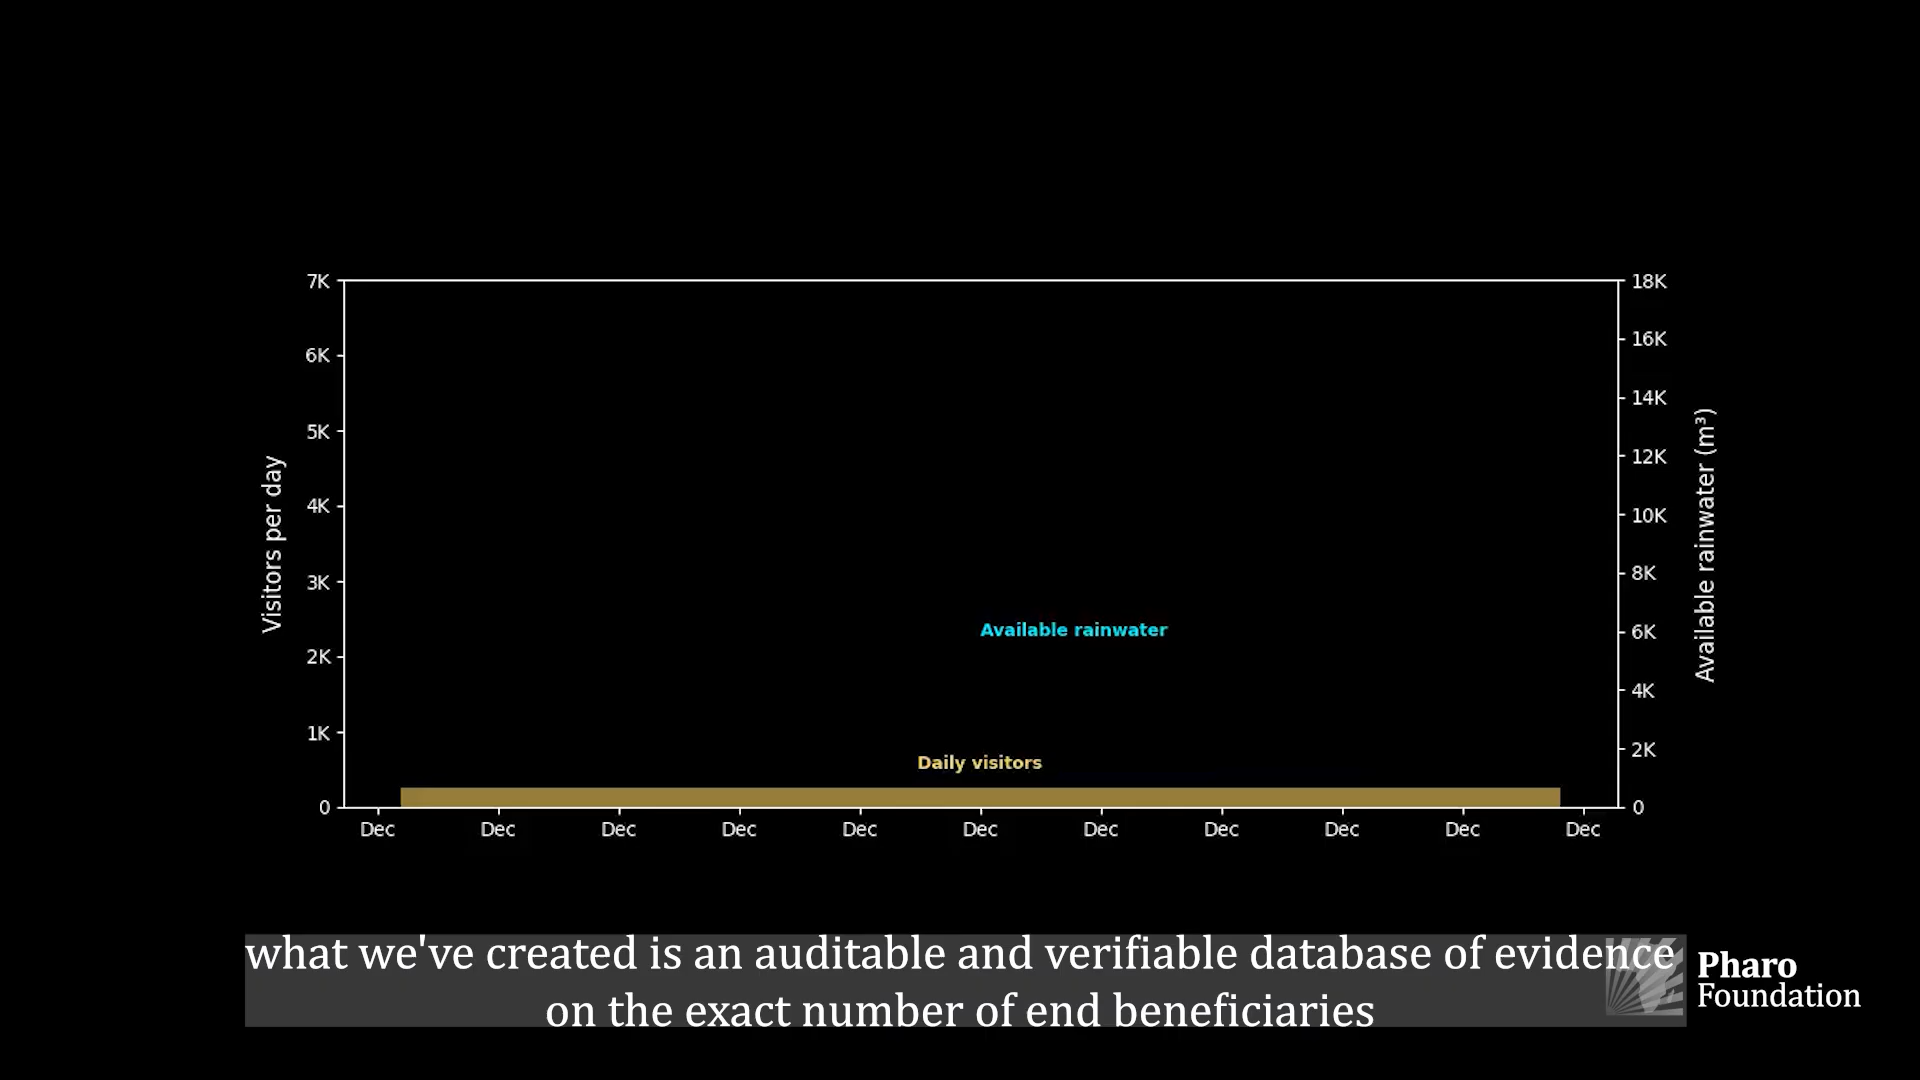 7K
6K
5K
4K
3K
2K
1K
0
Visitors per day
18K
16K
14K
12K
10K
8K
6K
4K
2K
0
Available rainwater (m³)
Available rainwater
Daily visitors
Dec Dec Dec Dec Dec Dec Dec Dec Dec Dec Dec
what we've created is an auditable and verifiable database of evidence
on the exact number of end beneficiaries
Pharo
Foundation